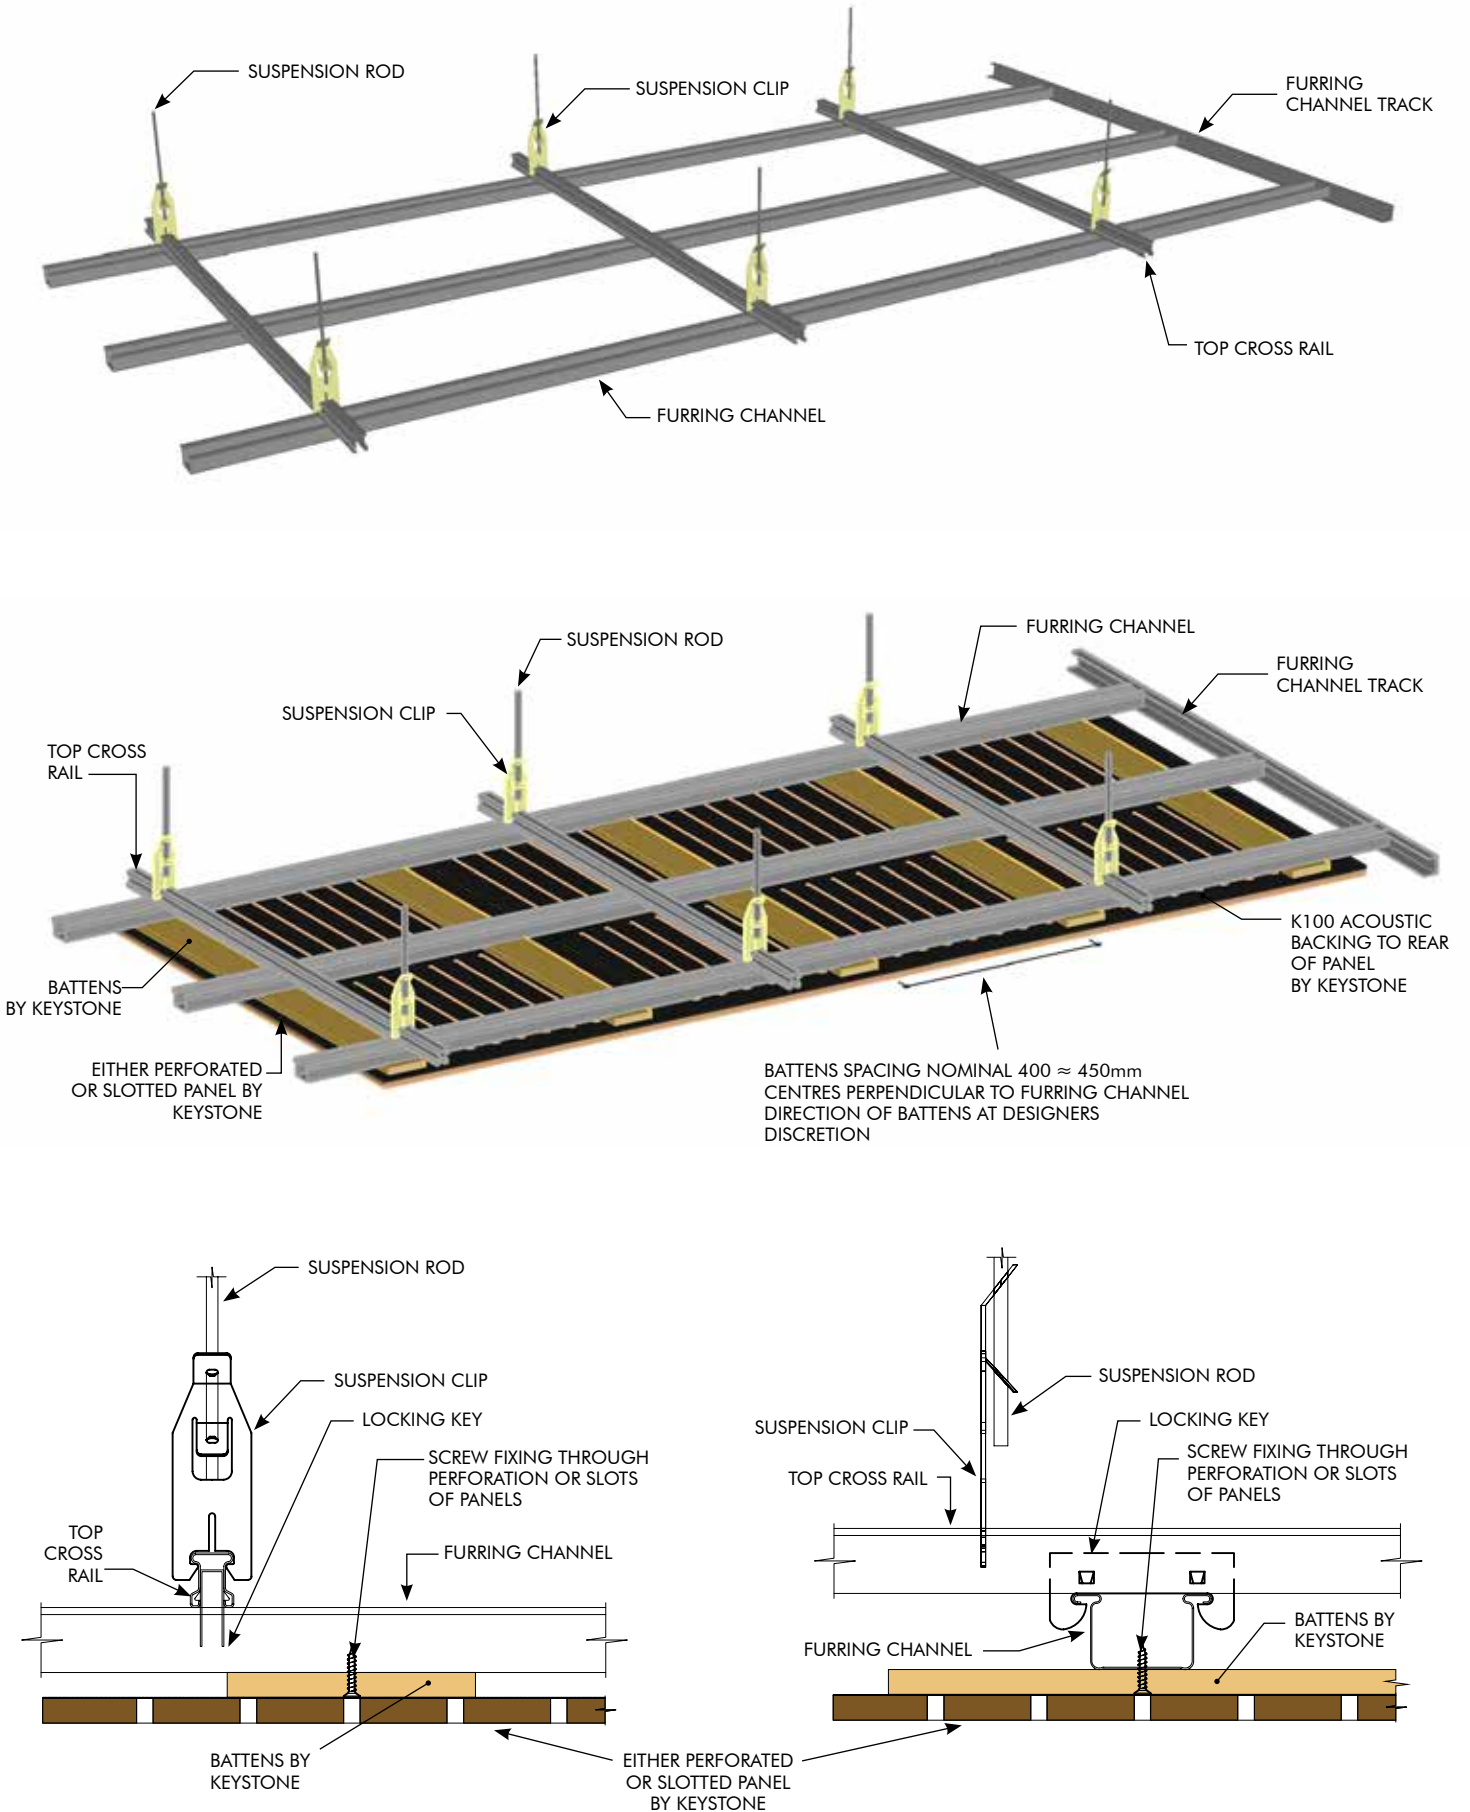 SUSPENSION ROD
SUSPENSION CLIP
FURRING
CHANNEL TRACK
TOP CROSS RAIL
FURRING CHANNEL
SUSPENSION ROD
FURRING CHANNEL
FURRING
CHANNEL TRACK
SUSPENSION CLIP
TOP CROSS
RAIL
K100 ACOUSTIC
BACKING TO REAR
OF PANEL
BY KEYSTONE
BATTENS
BY KEYSTONE
EITHER PERFORATED
OR SLOTTED PANEL BY
KEYSTONE
BATTENS SPACING NOMINAL 400 ≈ 450mm
CENTRES PERPENDICULAR TO FURRING CHANNEL
DIRECTION OF BATTENS AT DESIGNERS
DISCRETION
SUSPENSION ROD
SUSPENSION CLIP
LOCKING KEY
SCREW FIXING THROUGH
PERFORATION OR SLOTS
OF PANELS
TOP
CROSS
RAIL
FURRING CHANNEL
BATTENS BY
KEYSTONE
SUSPENSION ROD
SUSPENSION CLIP
LOCKING KEY
SCREW FIXING THROUGH
PERFORATION OR SLOTS
OF PANELS
TOP CROSS RAIL
BATTENS BY
KEYSTONE
FURRING CHANNEL
EITHER PERFORATED
OR SLOTTED PANEL
BY KEYSTONE